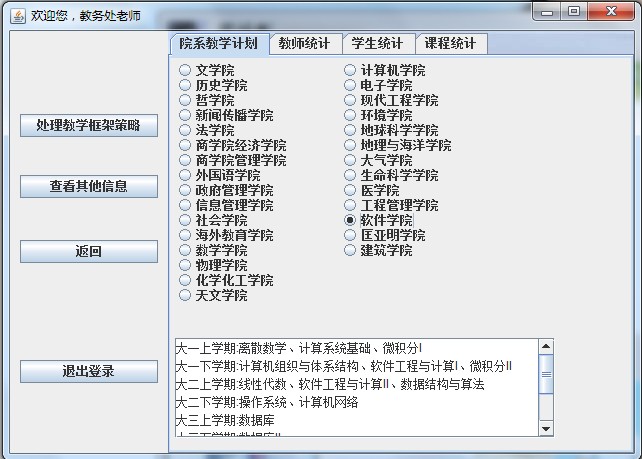 欢迎您，教务处老师
院系教学计划 教师统计 学生统计 课程统计
处理教学框架策略
查看其他信息
返回
退出登录
文学院
历史学院
哲学院
新闻传播学院
法学院
商学院经济学院
商学院管理学院
外国语学院
政府管理学院
信息管理学院
社会学院
海外教育学院
数学学院
物理学院
化学化工学院
天文学院
计算机学院
电子学院
现代工程学院
环境学院
地球科学学院
地理与海洋学院
大气学院
生命科学学院
医学院
工程管理学院
软件学院
匡亚明学院
建筑学院
大一上学期:离散数学、计算系统基础、微积分I
大一下学期:计算机组织与体系结构、软件工程与计算I、微积分II
大二上学期:线性代数、软件工程与计算II、数据结构与算法
大二下学期:操作系统、计算机网络
大三上学期:数据库